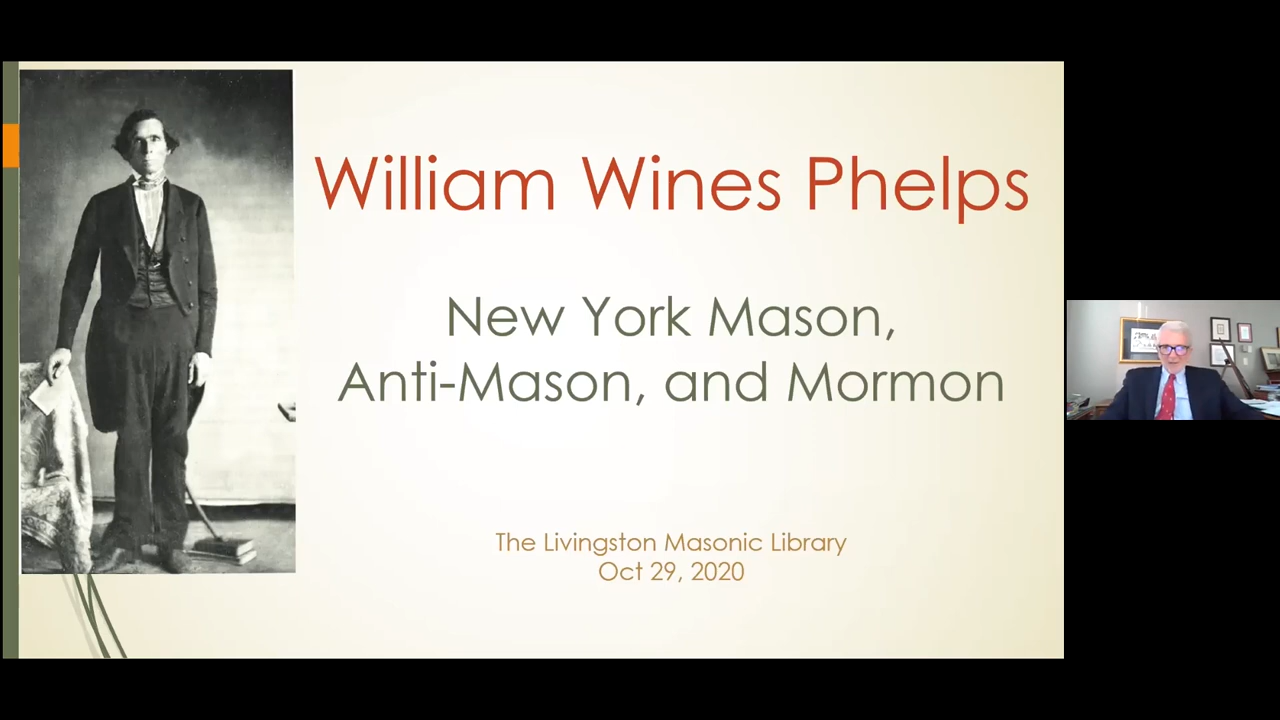 William Wines Phelps
New York Mason,
Anti-Mason, and Mormon
The Livingston Masonic Library
Oct 29, 2020